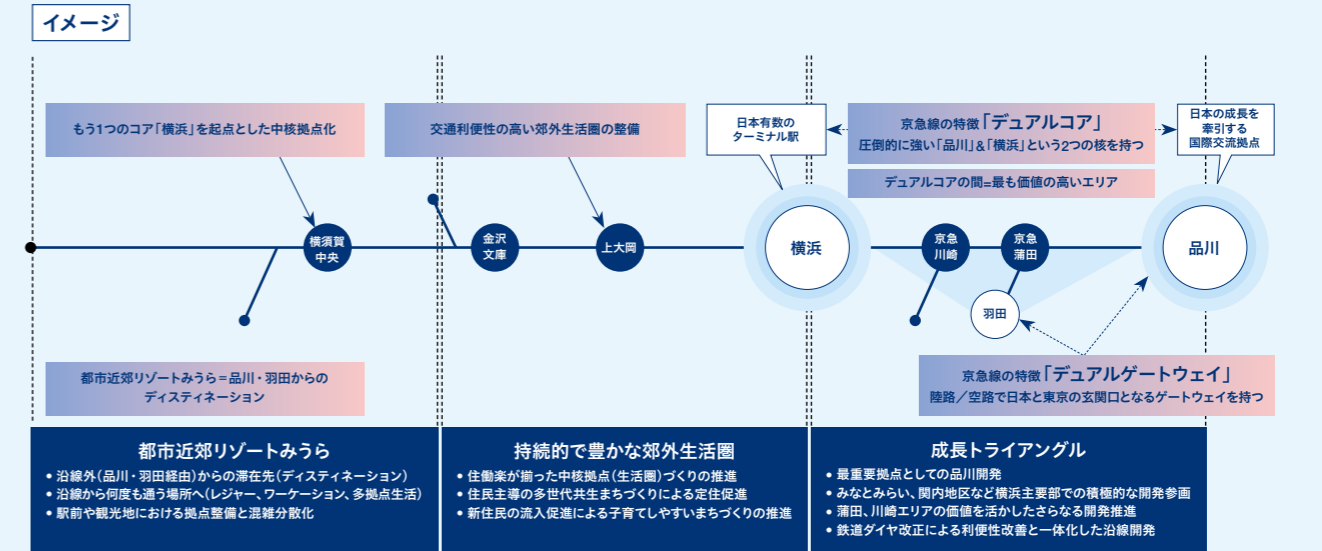 イメージ
もう1つのコア「横浜」を起点とした中核拠点化
交通利便性の高い郊外生活圏の整備
日本有数の
ターミナル駅
京急線の特徴「デュアルコア」
圧倒的に強い「品川」&「横浜」という2つの核を持つ
デュアルコアの間=最も価値の高いエリア
日本の成長を
牽引する
国際交流拠点
横須賀
中央
金沢
文庫
上大岡
横浜
京急
川崎
京急
蒲田
品川
羽田
都市近郊リゾートみうら=品川・羽田からの
ディスティネーション
京急線の特徴「デュアルゲートウェイ」
陸路/空路で日本と東京の玄関口となるゲートウェイを持つ
都市近郊リゾートみうら
• 沿線外(品川・羽田経由)からの滞在先(ディスティネーション)
• 沿線から何度も通う場所へ(レジャー、ワーケーション、多拠点生活)
• 駅前や観光地における拠点整備と混雑分散化
持続的で豊かな郊外生活圏
• 住働楽が揃った中核拠点(生活圏)づくりの推進
• 住民主導の多世代共生まちづくりによる定住促進
• 新住民の流入促進による子育てしやすいまちづくりの推進
成長トライアングル
• 最重要拠点としての品川開発
• みなとみらい、関内地区など横浜主要部での積極的な開発参画
• 蒲田、川崎エリアの価値を活かしたさらなる開発推進
• 鉄道ダイヤ改正による利便性改善と一体化した沿線開発